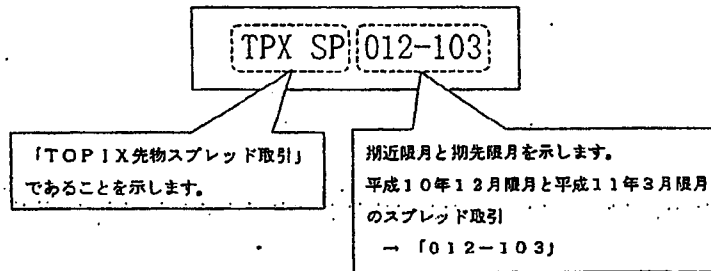 TPX SP 012-103
「TOPIX先物スプレッド取引」
であることを示します。
期近限月と期先限月を示します。
平成10年12月限月と平成11年3月限月
のスプレッド取引
→ 「012-103」